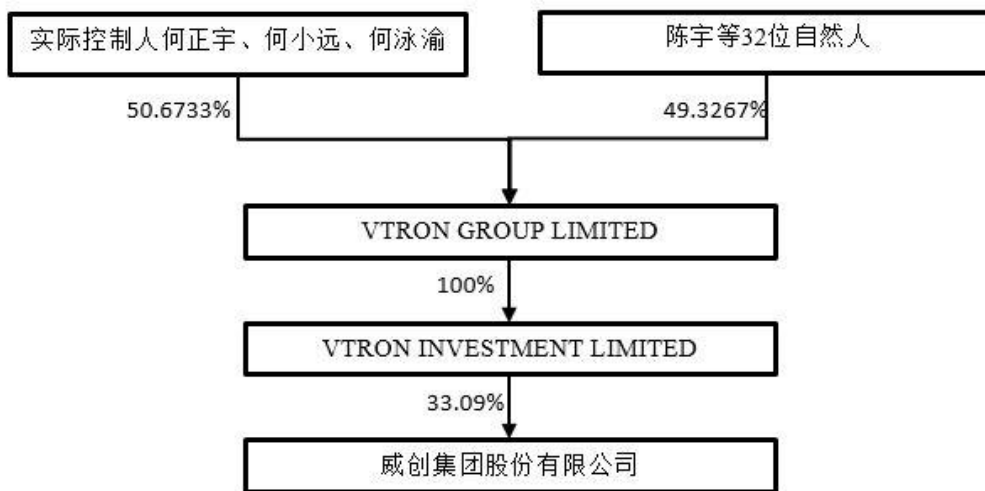 实际控制人何正宇、何小远、何泳渝
陈宇等32位自然人
50.6733%
49.3267%
VTRON GROUP LIMITED
100%
VTRON INVESTMENT LIMITED
33.09%
威创集团股份有限公司